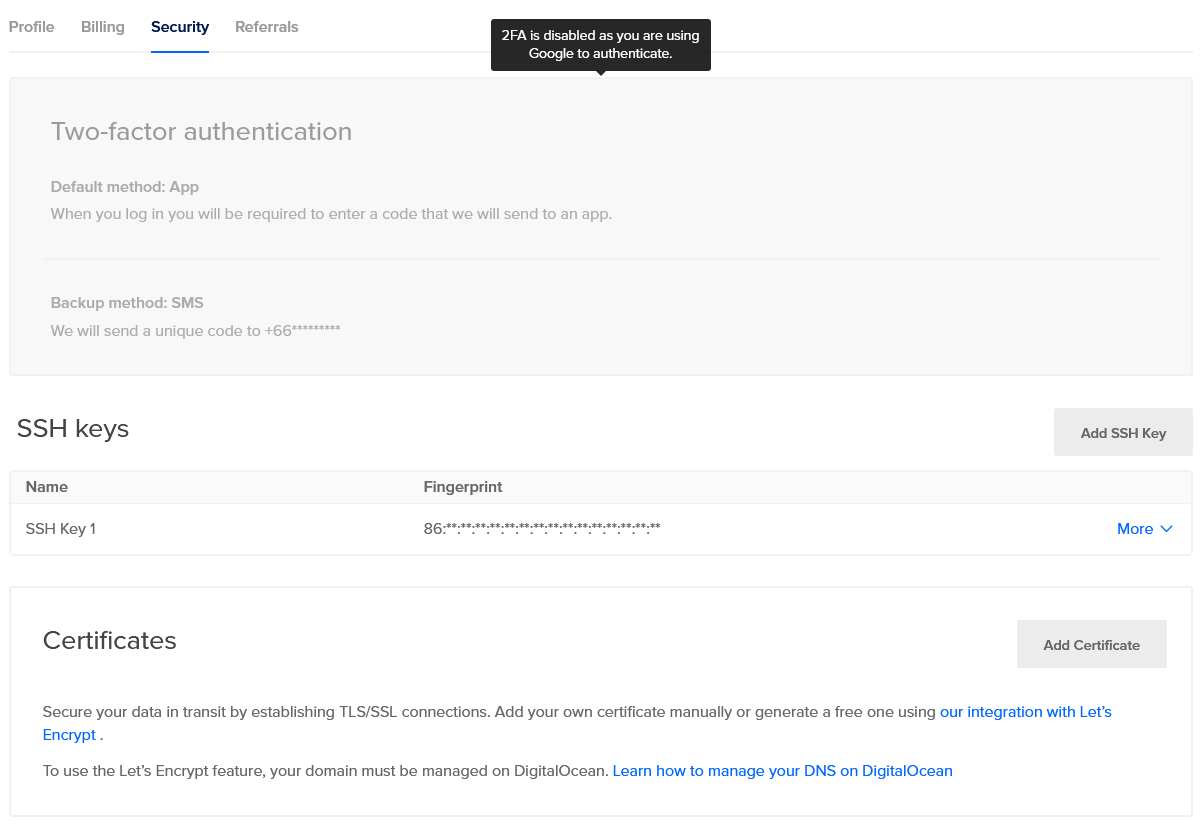 Profile Billing Security Referrals
2FA is disabled as you are using
Google to authenticate.
Two-factor authentication
Default method: App
When you log in you will be required to enter a code that we will send to an app.
Backup method: SMS
We will send a unique code to +66*********
SSH keys
Add SSH Key
Name Fingerprint
SSH Key 1 86:**:**:**:**:**:**:**:**:**:**:**:**:**:**:** More
Certificates
Add Certificate
Secure your data in transit by establishing TLS/SSL connections. Add your own certificate manually or generate a free one using our integration with Let’s
Encrypt .
To use the Let’s Encrypt feature, your domain must be managed on DigitalOcean. Learn how to manage your DNS on DigitalOcean